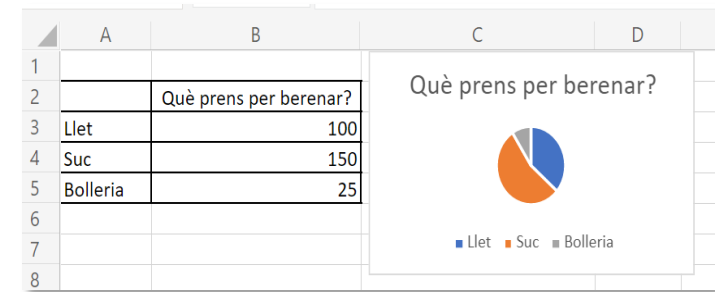 A B C D
1
2 Què prens per berenar?
3 Llet 100
4 Suc 150
5 Bolleria 25
6
7
8
Què prens per berenar?
Llet Suc Bolleria